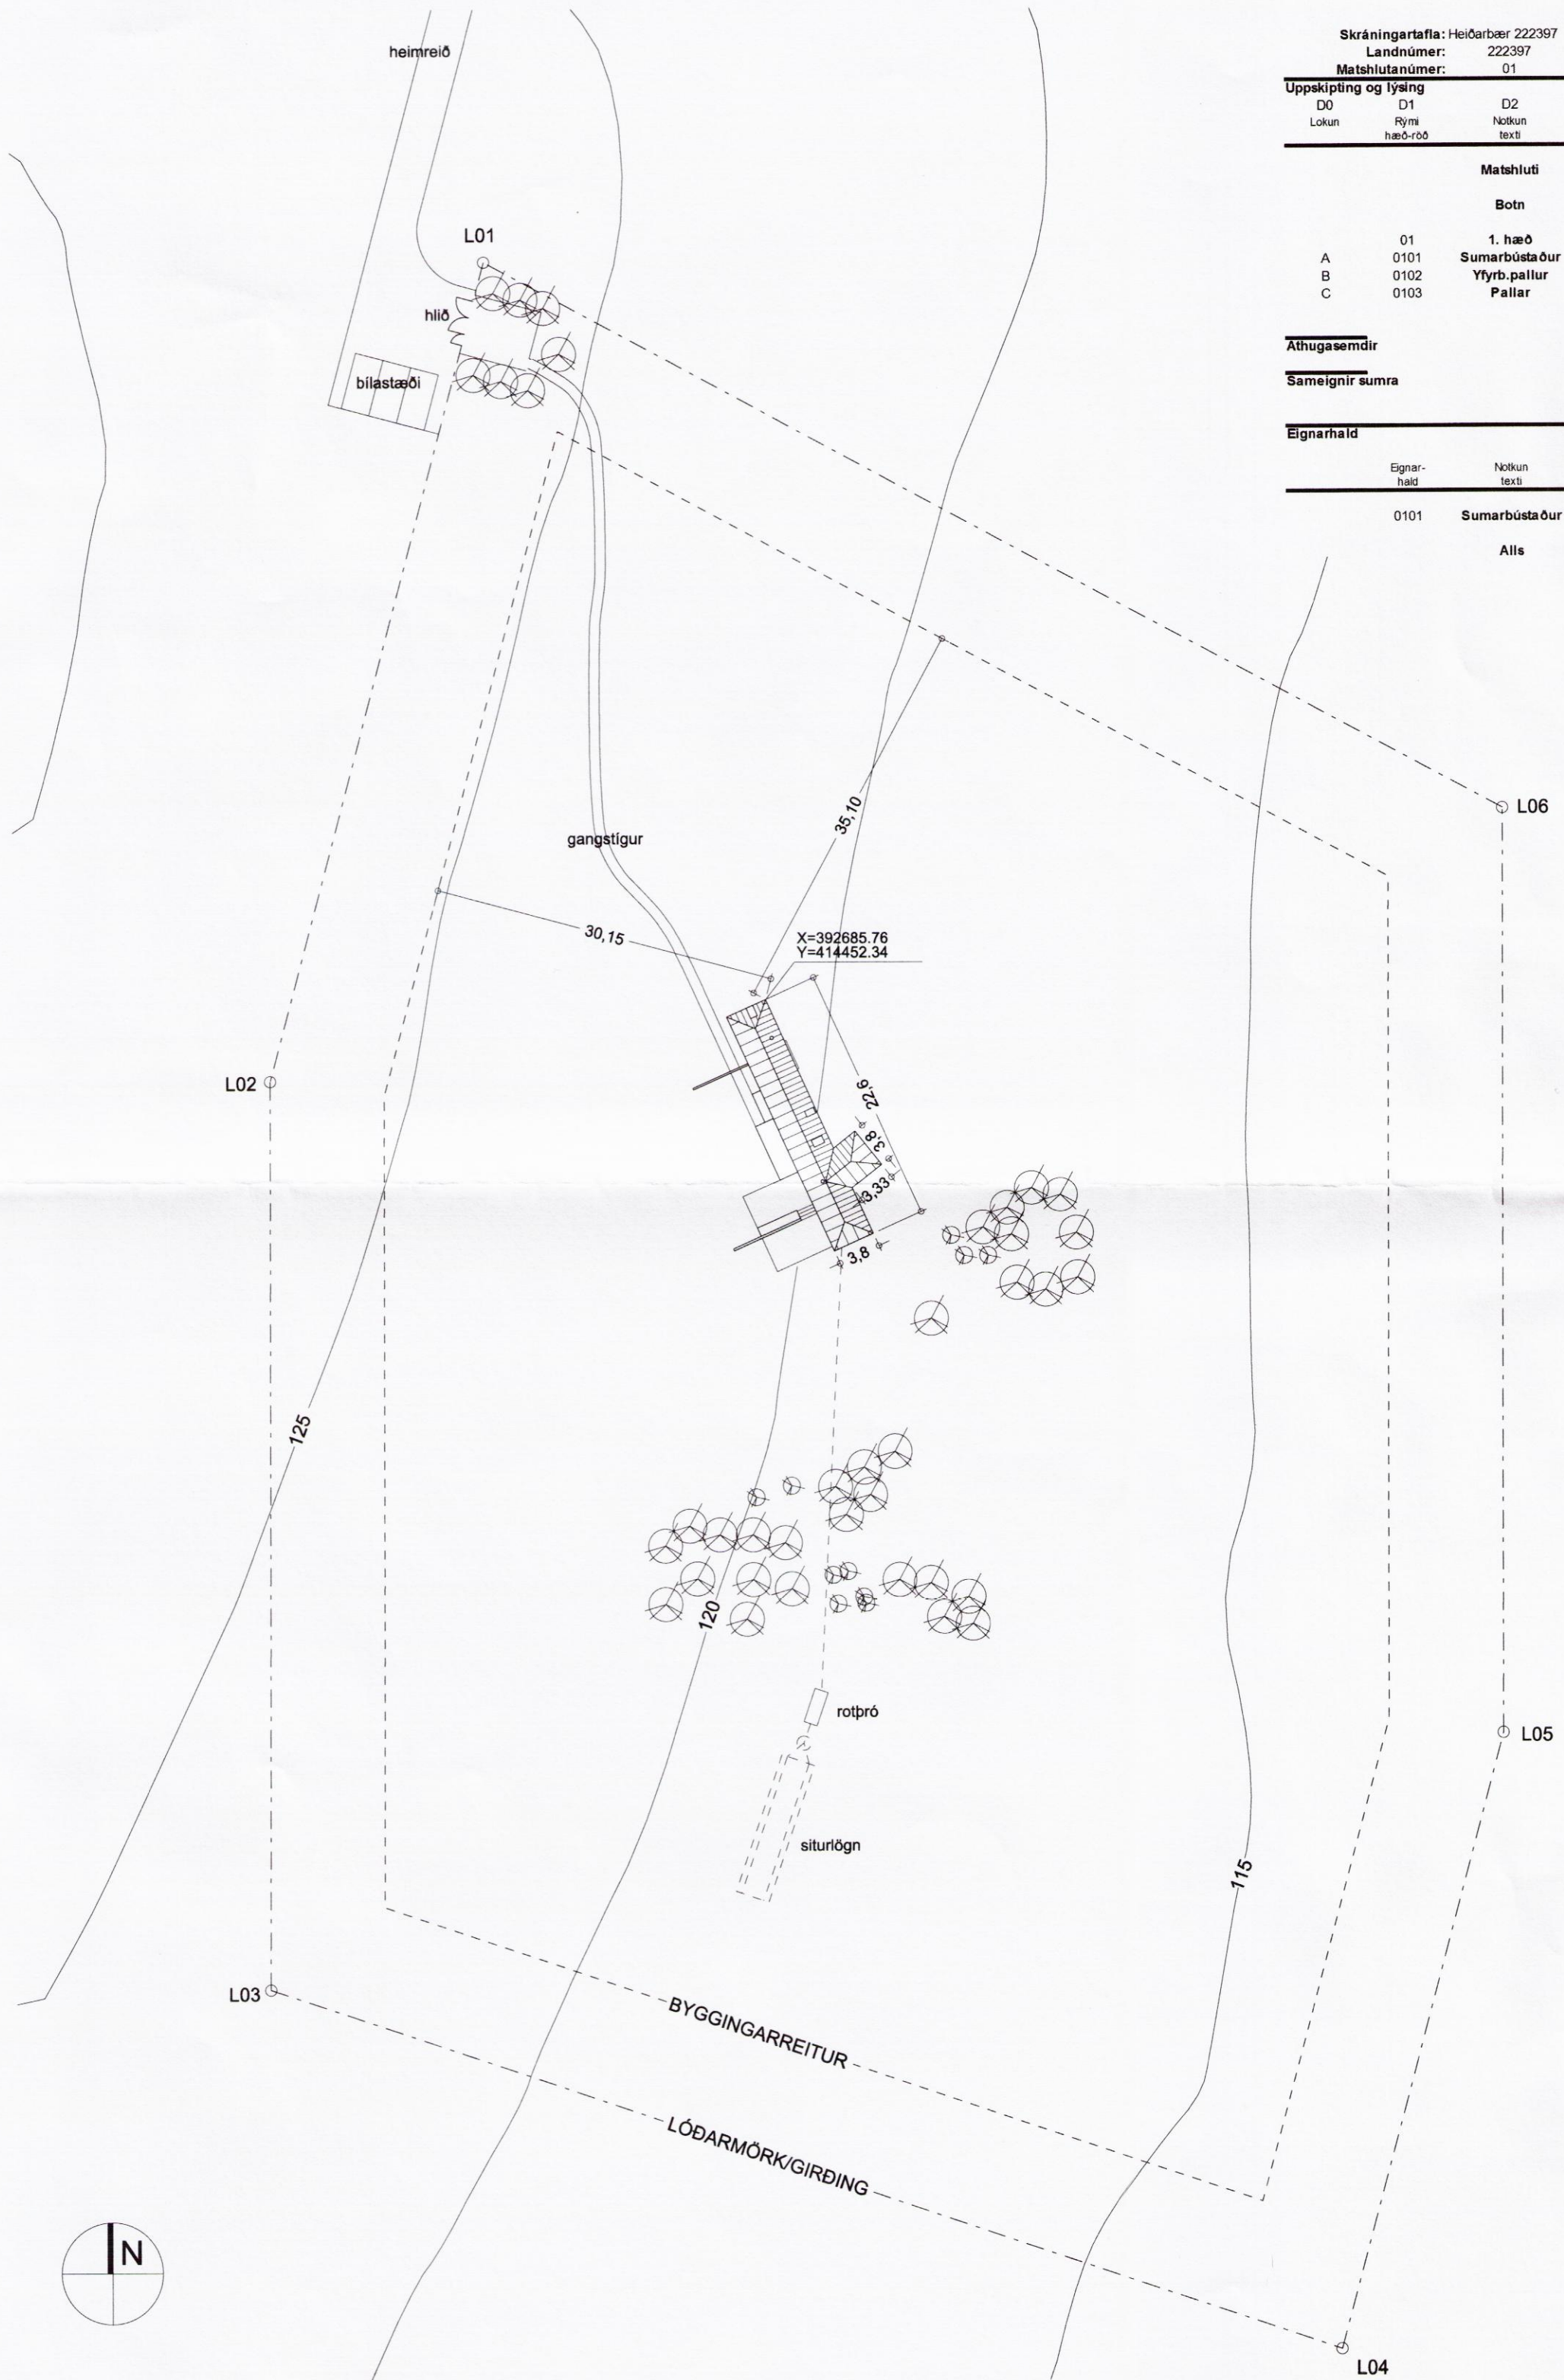 Skráningartafla: Heiðarbær 222397
Landnúmer: 222397
Matshlutanúmer: 01
Uppskipting og lýsing
D0 D1 D2
Lokun Rými Notkun
hæð-röð texti
Matshluti
Botn
01 1. hæð
A 0101 Sumarbústaður
B 0102 Yfyrb.pallur
C 0103 Pallar
Athugasemdir
Sameignir sumra
Eignarhald
Eignar- Notkun
hald texti
0101 Sumarbústaður
Alls
heimreið
L01
hlið
bílastæði
L06
35,10
gangstígur
30,15
X=392685.76
Y=414452.34
L02
22,6
3,8
3,33
3,8
125
120
rotþró
L05
siturlögn
115
L03
BYGGINGARREITUR
LÓÐARMÖRK/GIRÐING
N
L04